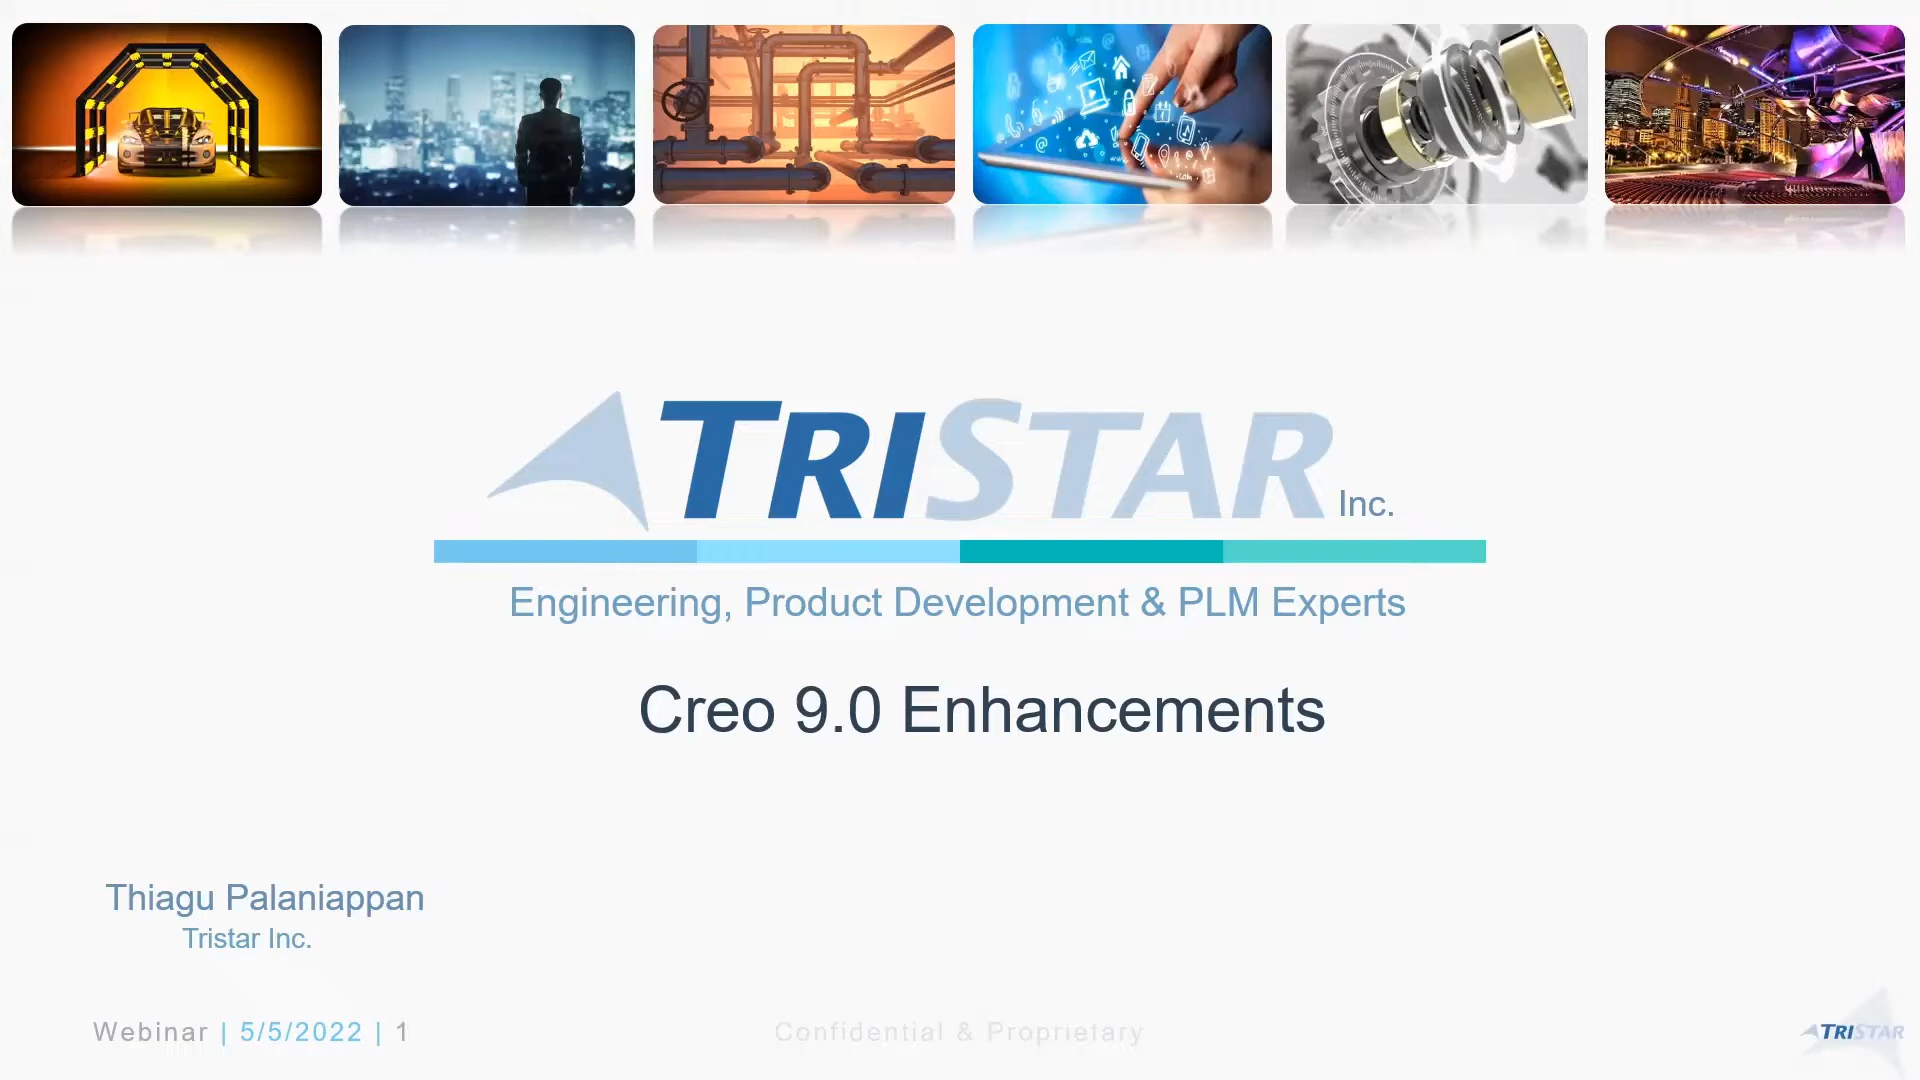 TRISTAR Inc.
Engineering, Product Development & PLM Experts
Creo 9.0 Enhancements
Thiagu Palaniappan
Tristar Inc.
Webinar | 5/5/2022 | 1
Confidential & Proprietary
TRISTAR